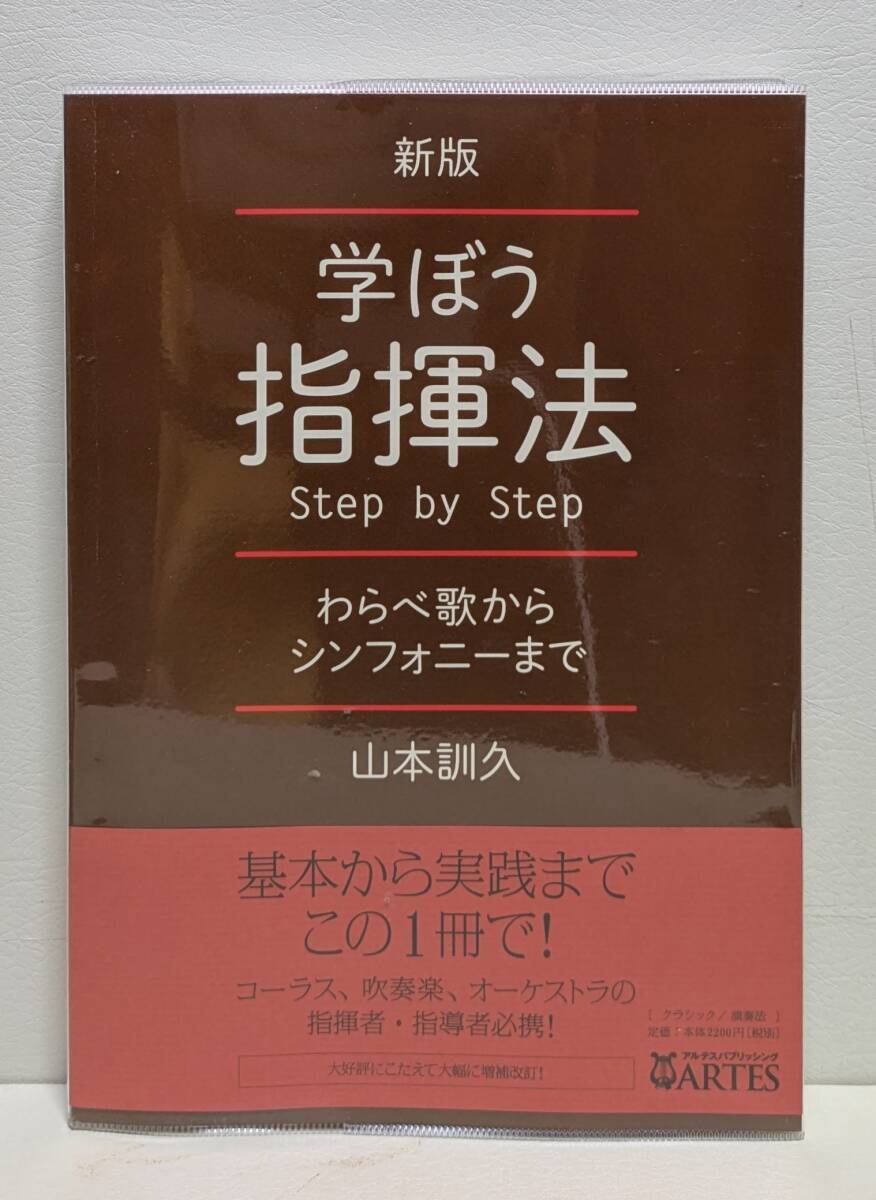 新版
学ぼう
指揮法
Step by Step
わらべ歌から
シンフォニーまで
山本訓久
基本から実践まで
この1冊で!
コーラス、吹奏楽、オーケストラの
指揮者・指導者必携!
大好評にこたえて大幅に増補改訂!
[ クラシック/演奏法 ]
定価:本体2200円[税別]
アルテスパブリッシング
ARTES